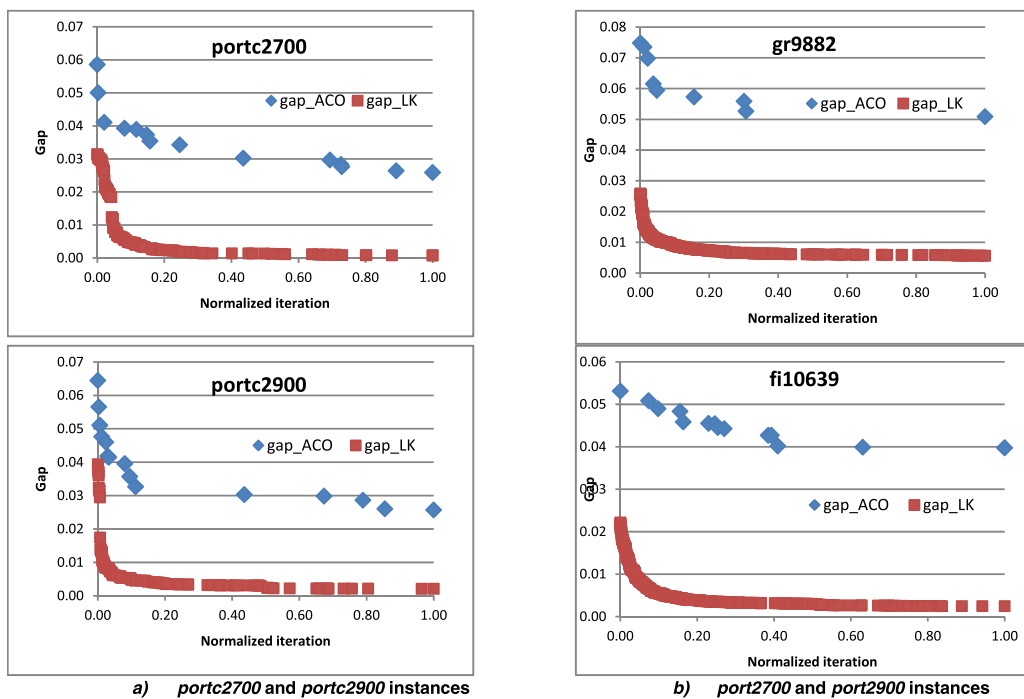 portc2700
0.07
0.06
0.05
0.04
0.03
0.02
0.01
0.00
Gap
gap_ACO gap_LK
0.00 0.20 0.40 0.60 0.80 1.00
Normalized iteration
gr9882
0.08
0.07
0.06
0.05
0.04
0.03
0.02
0.01
0.00
Gap
gap_ACO gap_LK
0.00 0.20 0.40 0.60 0.80 1.00
Normalized iteration
portc2900
0.07
0.06
0.05
0.04
0.03
0.02
0.01
0.00
Gap
gap_ACO gap_LK
0.00 0.20 0.40 0.60 0.80 1.00
Normalized iteration
fi10639
0.06
0.05
0.04
0.03
0.02
0.01
0.00
Gap
gap_ACO gap_LK
0.00 0.20 0.40 0.60 0.80 1.00
Normalized iteration
a) portc2700 and portc2900 instances
b) port2700 and port2900 instances